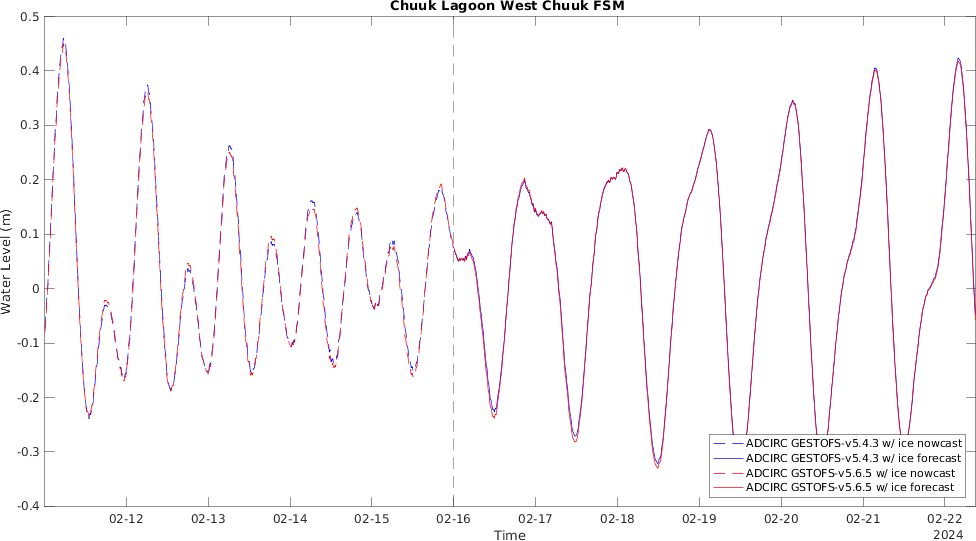 Chuuk Lagoon West Chuuk FSM
0.5
0.4
0.3
0.2
0.1
0
-0.1
-0.2
-0.3
-0.4
Water Level (m)
ADCIRC GESTOFS-v5.4.3 w/ ice nowcast
ADCIRC GESTOFS-v5.4.3 w/ ice forecast
ADCIRC GSTOFS-v5.6.5 w/ ice nowcast
ADCIRC GSTOFS-v5.6.5 w/ ice forecast
02-12 02-13 02-14 02-15 02-16 02-17 02-18 02-19 02-20 02-21 02-22
Time 2024